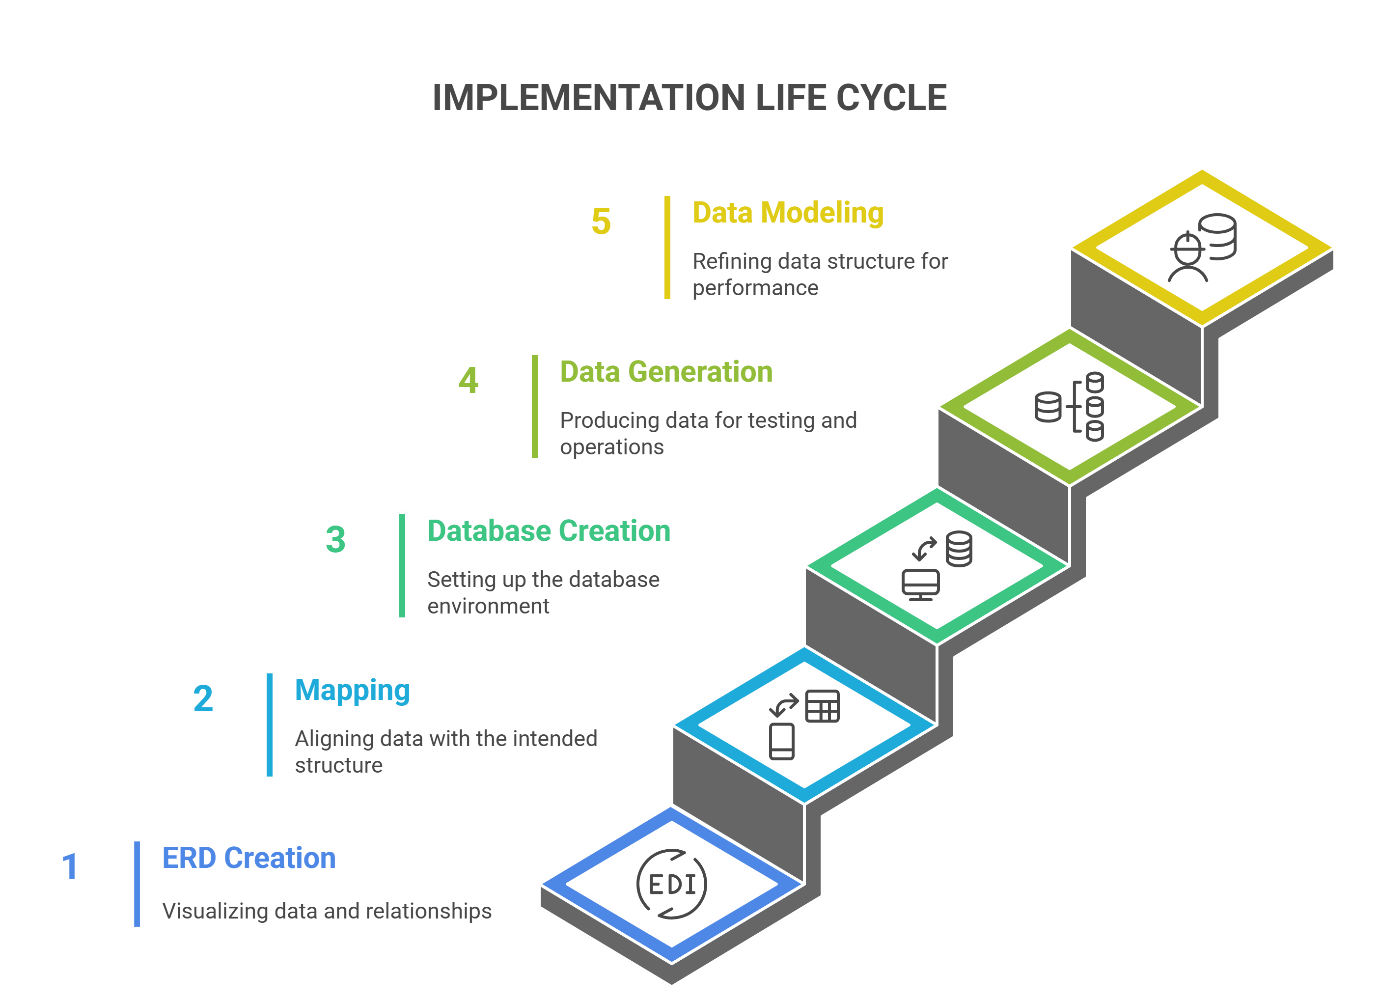 IMPLEMENTATION LIFE CYCLE
5
Data Modeling
Refining data structure for
performance
4
Data Generation
Producing data for testing and
operations
3
Database Creation
Setting up the database
environment
2
Mapping
Aligning data with the intended
structure
1
ERD Creation
Visualizing data and relationships
EDI